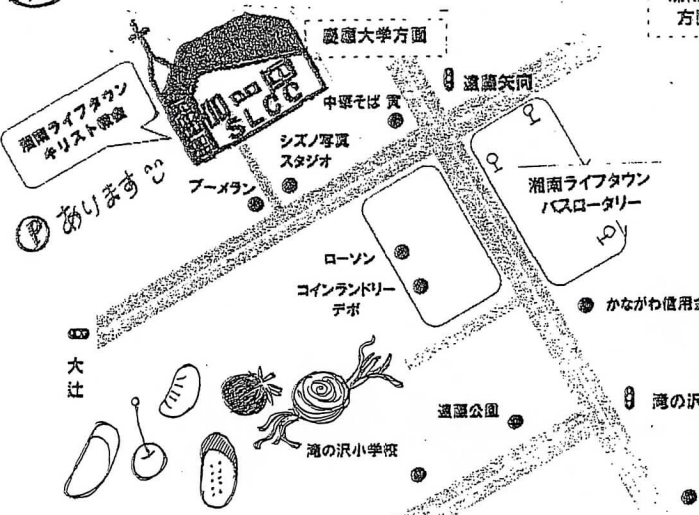 慶應大学方面
方面
湘南ライフタウン
キリスト教会
SLCC
中華そば 寅
遠藤矢向
シズノ写真
スタジオ
ブーメラン
P あります
湘南ライフタウン
バスロータリー
ローソン
コインランドリー
デポ
かながわ信用金
大辻
遠藤公園
滝の沢
滝の沢小学校